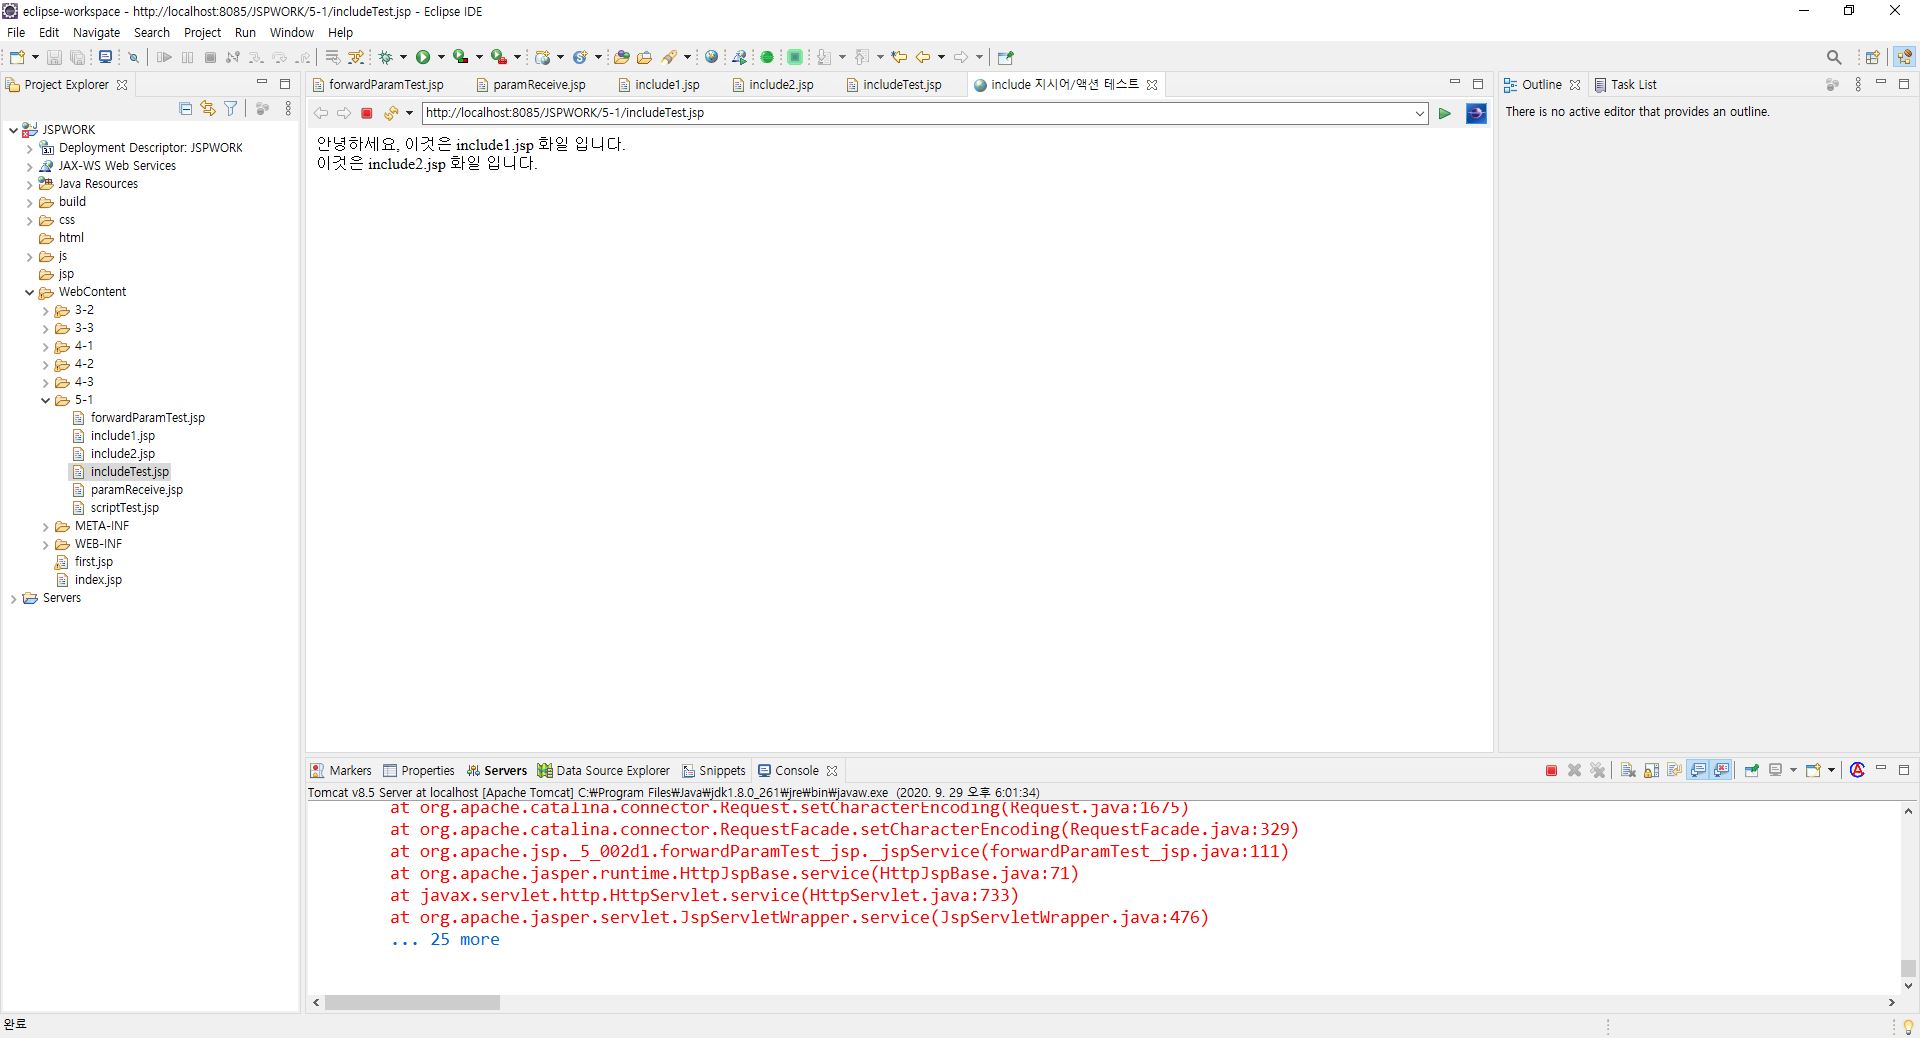 eclipse-workspace - http://localhost:8085/JSPWORK/5-1/includeTest.jsp - Eclipse IDE
File Edit Navigate Search Project Run Window Help
Project Explorer
JSPWORK
Deployment Descriptor: JSPWORK
JAX-WS Web Services
Java Resources
build
css
html
js
jsp
WebContent
3-2
3-3
4-1
4-2
4-3
5-1
forwardParamTest.jsp
include1.jsp
include2.jsp
includeTest.jsp
paramReceive.jsp
scriptTest.jsp
META-INF
WEB-INF
first.jsp
index.jsp
Servers
forwardParamTest.jsp paramReceive.jsp include1.jsp include2.jsp includeTest.jsp include 지시어/액션 테스트
http://localhost:8085/JSPWORK/5-1/includeTest.jsp
안녕하세요, 이것은 include1.jsp 화일 입니다.
이것은 include2.jsp 화일 입니다.
Outline Task List
There is no active editor that provides an outline.
Markers Properties Servers Data Source Explorer Snippets Console
Tomcat v8.5 Server at localhost [Apache Tomcat] C:₩Program Files₩Java₩jdk1.8.0_261₩jre₩bin₩javaw.exe (2020. 9. 29 오후 6:01:34)
at org.apache.catalina.connector.Request.setCharacterEncoding(Request.java:1675)
at org.apache.catalina.connector.RequestFacade.setCharacterEncoding(RequestFacade.java:329)
at org.apache.jsp._5_002d1.forwardParamTest_jsp._jspService(forwardParamTest_jsp.java:111)
at org.apache.jasper.runtime.HttpJspBase.service(HttpJspBase.java:71)
at javax.servlet.http.HttpServlet.service(HttpServlet.java:733)
at org.apache.jasper.servlet.JspServletWrapper.service(JspServletWrapper.java:476)
... 25 more
완료